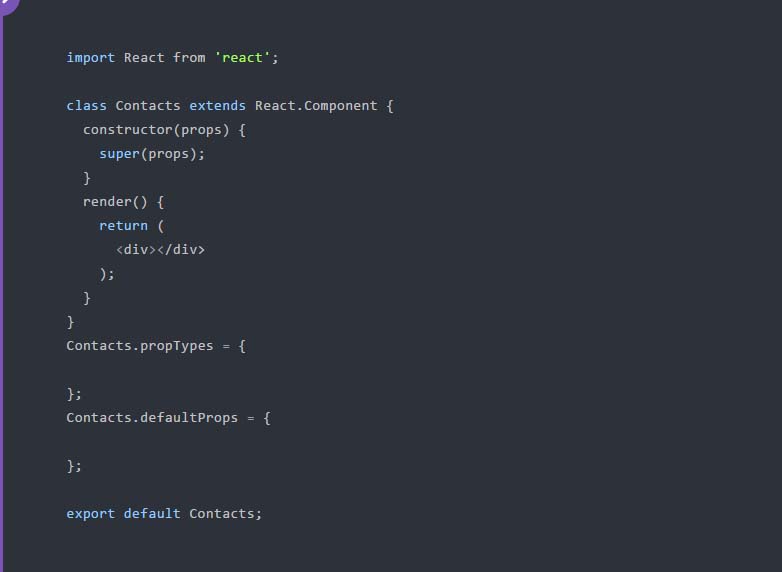 import React from 'react';
class Contacts extends React.Component {
constructor(props) {
super(props);
}
render() {
return (
<div></div>
);
}
}
Contacts.propTypes = {
};
Contacts.defaultProps = {
};
export default Contacts;